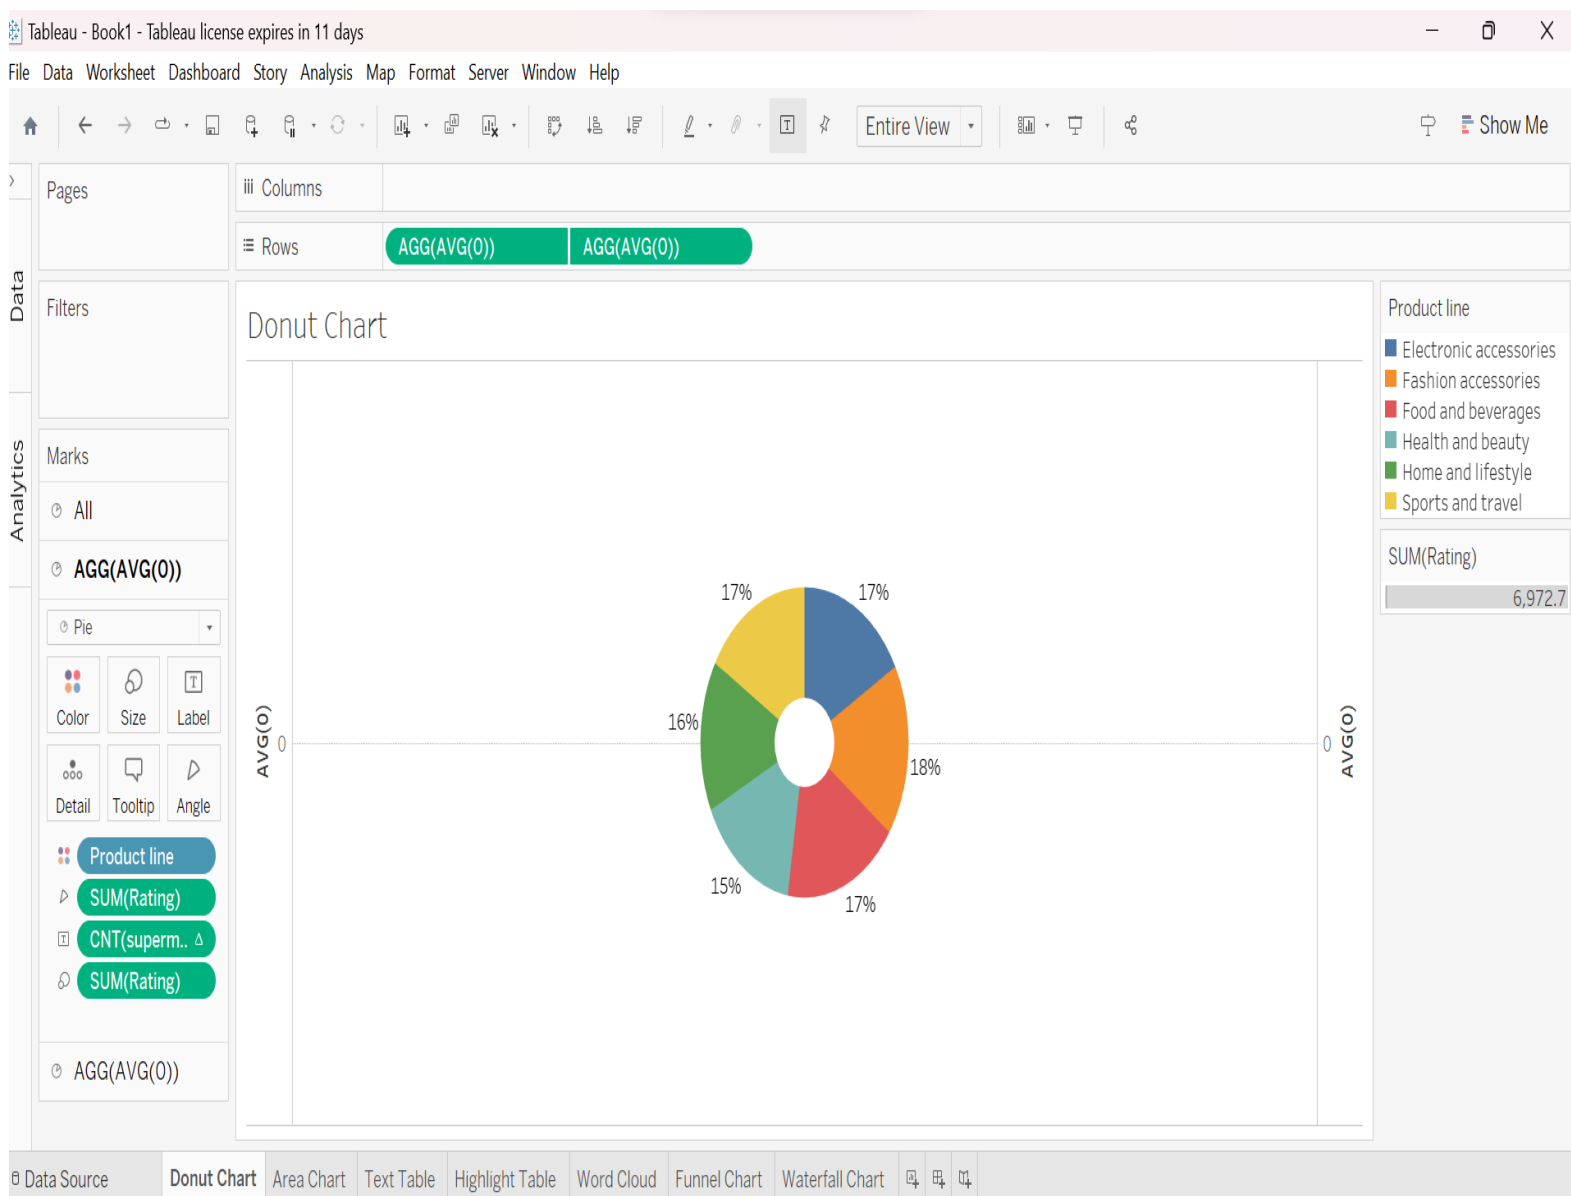 Tableau - Book1 - Tableau license expires in 11 days
File Data Worksheet Dashboard Story Analysis Map Format Server Window Help
Entire View
Show Me
Pages
Columns
Rows
AGG(AVG(0)) AGG(AVG(0))
Data
Analytics
Filters
Marks
All
AGG(AVG(0))
Pie
Color Size Label
Detail Tooltip Angle
Product line
SUM(Rating)
CNT(superm.. Δ
SUM(Rating)
AGG(AVG(0))
Donut Chart
AVG(0)
0
17% 17%
16%
18%
15%
17%
0
AVG(0)
Product line
Electronic accessories
Fashion accessories
Food and beverages
Health and beauty
Home and lifestyle
Sports and travel
SUM(Rating)
6,972.7
Data Source Donut Chart Area Chart Text Table Highlight Table Word Cloud Funnel Chart Waterfall Chart